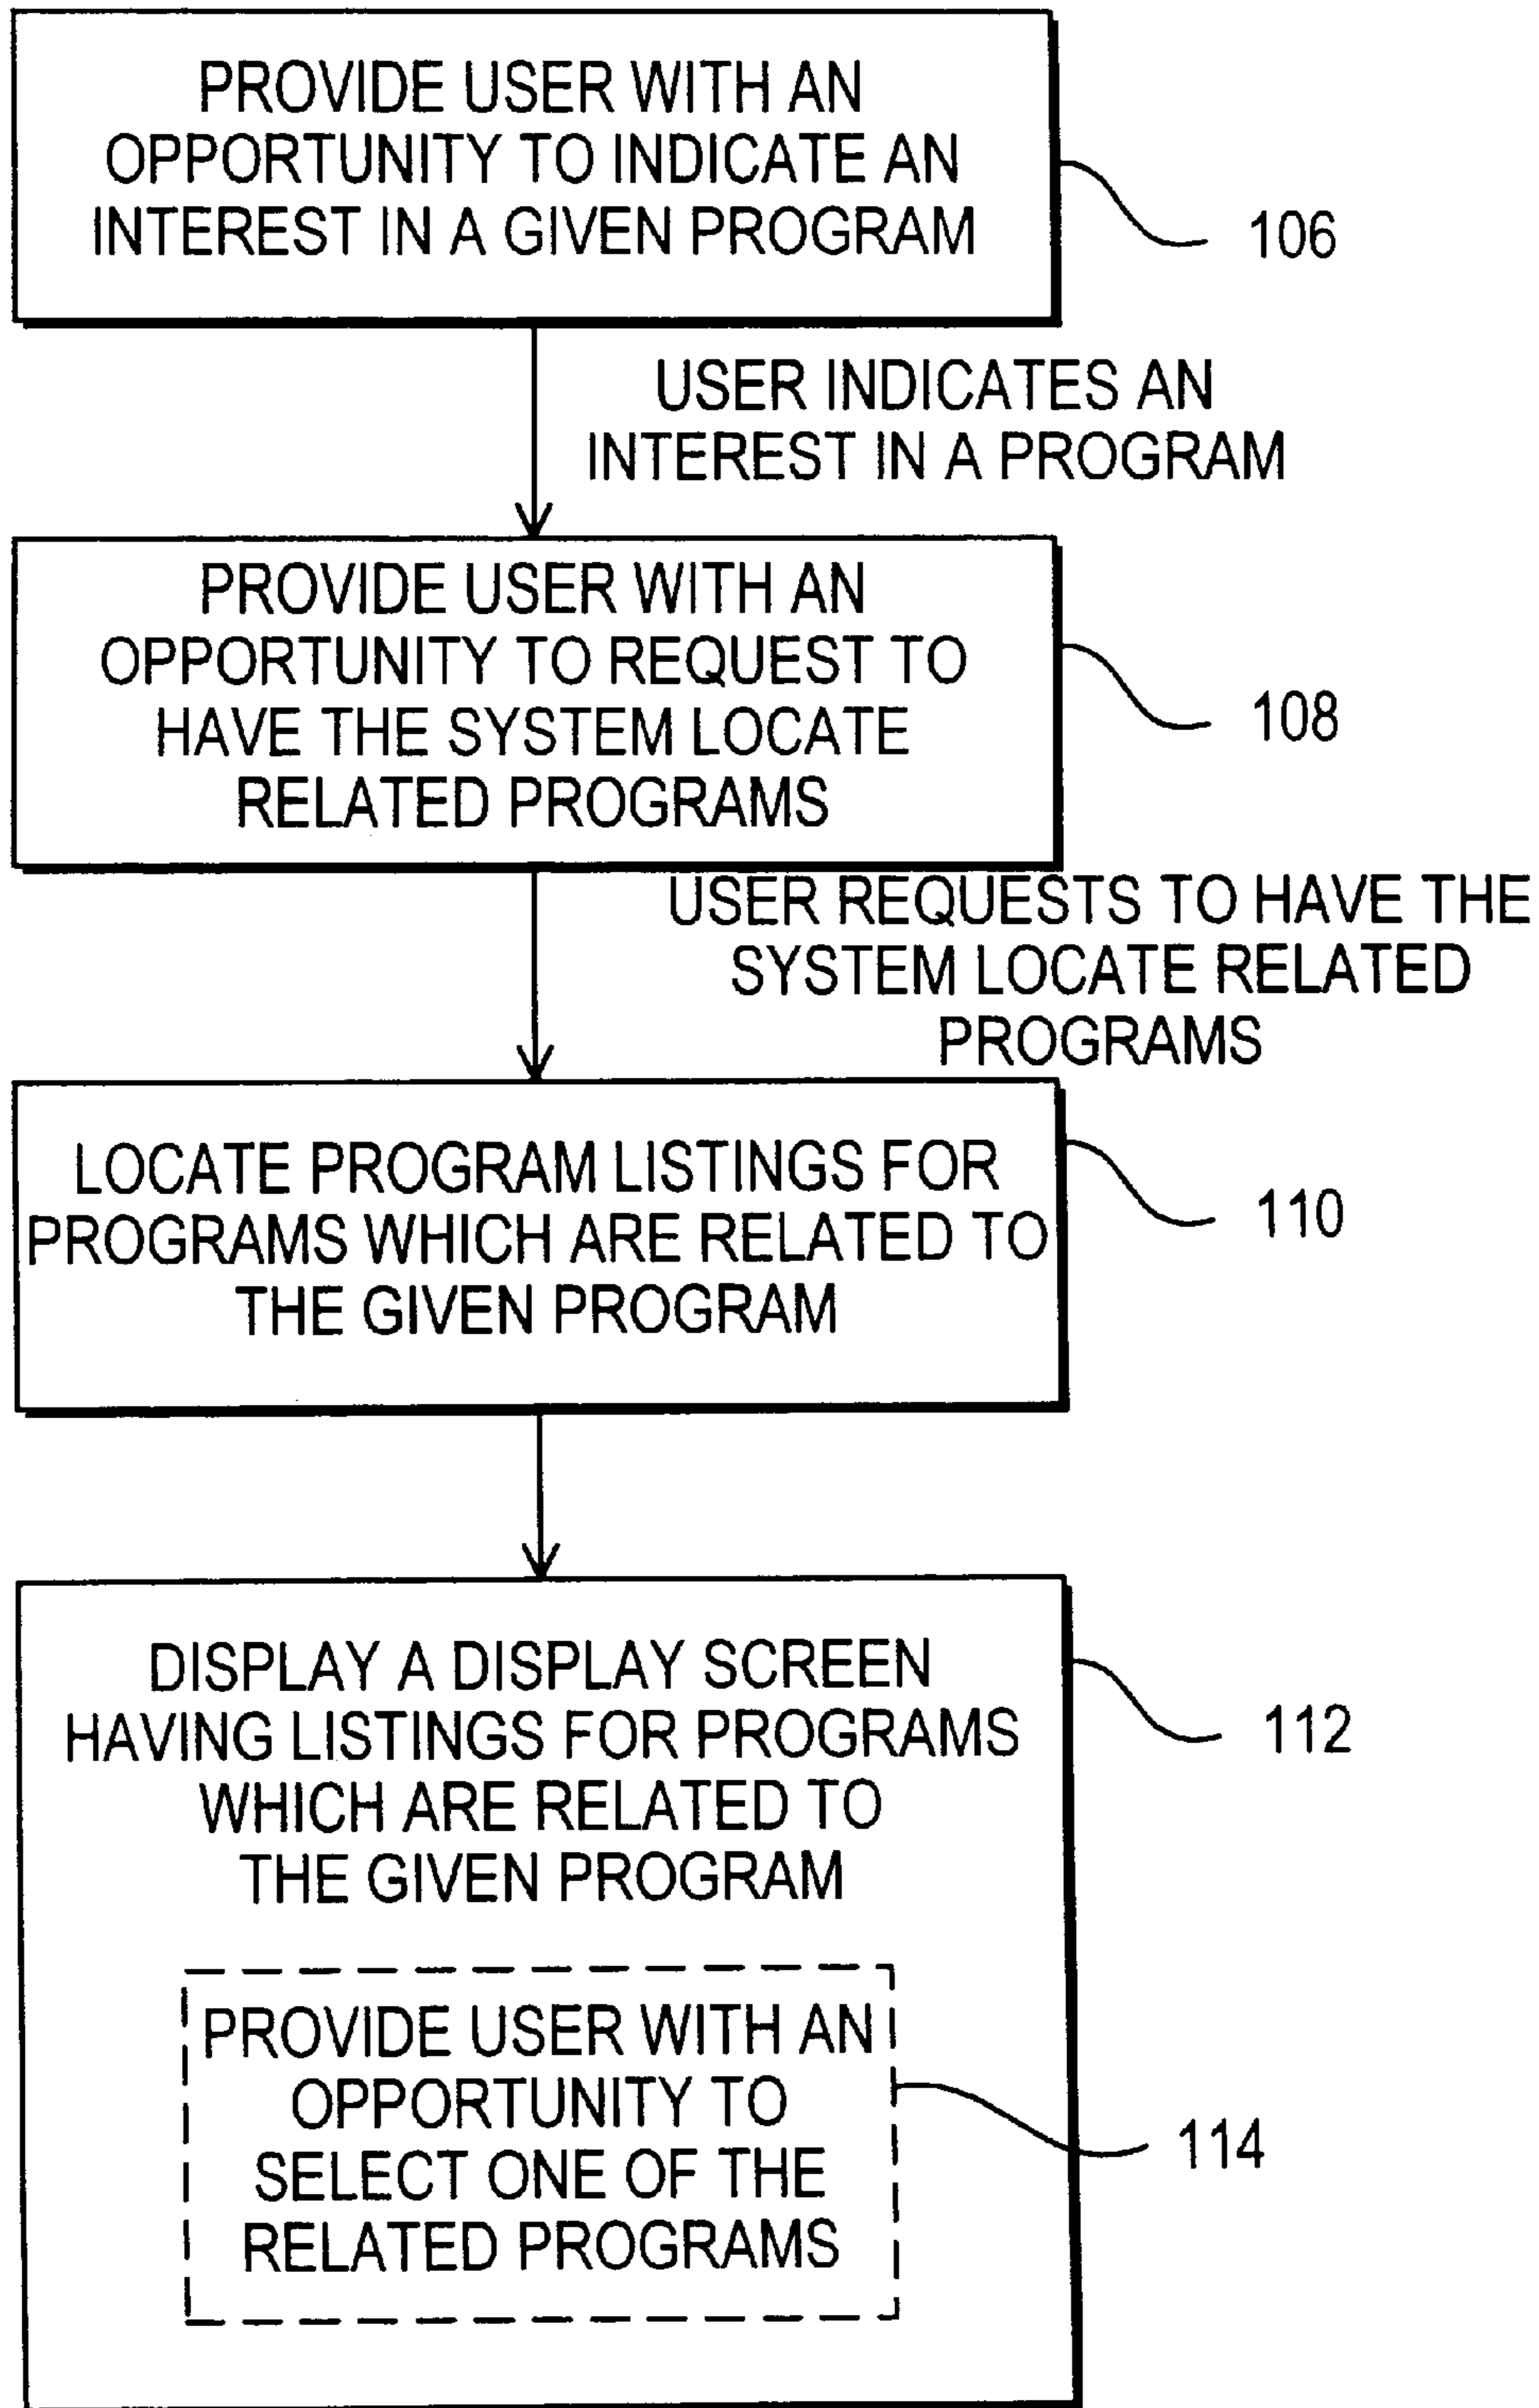 PROVIDE USER WITH AN
OPPORTUNITY TO INDICATE AN
INTEREST IN A GIVEN PROGRAM
106
USER INDICATES AN
INTEREST IN A PROGRAM
PROVIDE USER WITH AN
OPPORTUNITY TO REQUEST TO
HAVE THE SYSTEM LOCATE
RELATED PROGRAMS
108
USER REQUESTS TO HAVE THE
SYSTEM LOCATE RELATED
PROGRAMS
LOCATE PROGRAM LISTINGS FOR
PROGRAMS WHICH ARE RELATED TO
THE GIVEN PROGRAM
110
DISPLAY A DISPLAY SCREEN
HAVING LISTINGS FOR PROGRAMS
WHICH ARE RELATED TO
THE GIVEN PROGRAM
112
PROVIDE USER WITH AN
OPPORTUNITY TO
SELECT ONE OF THE
RELATED PROGRAMS
114